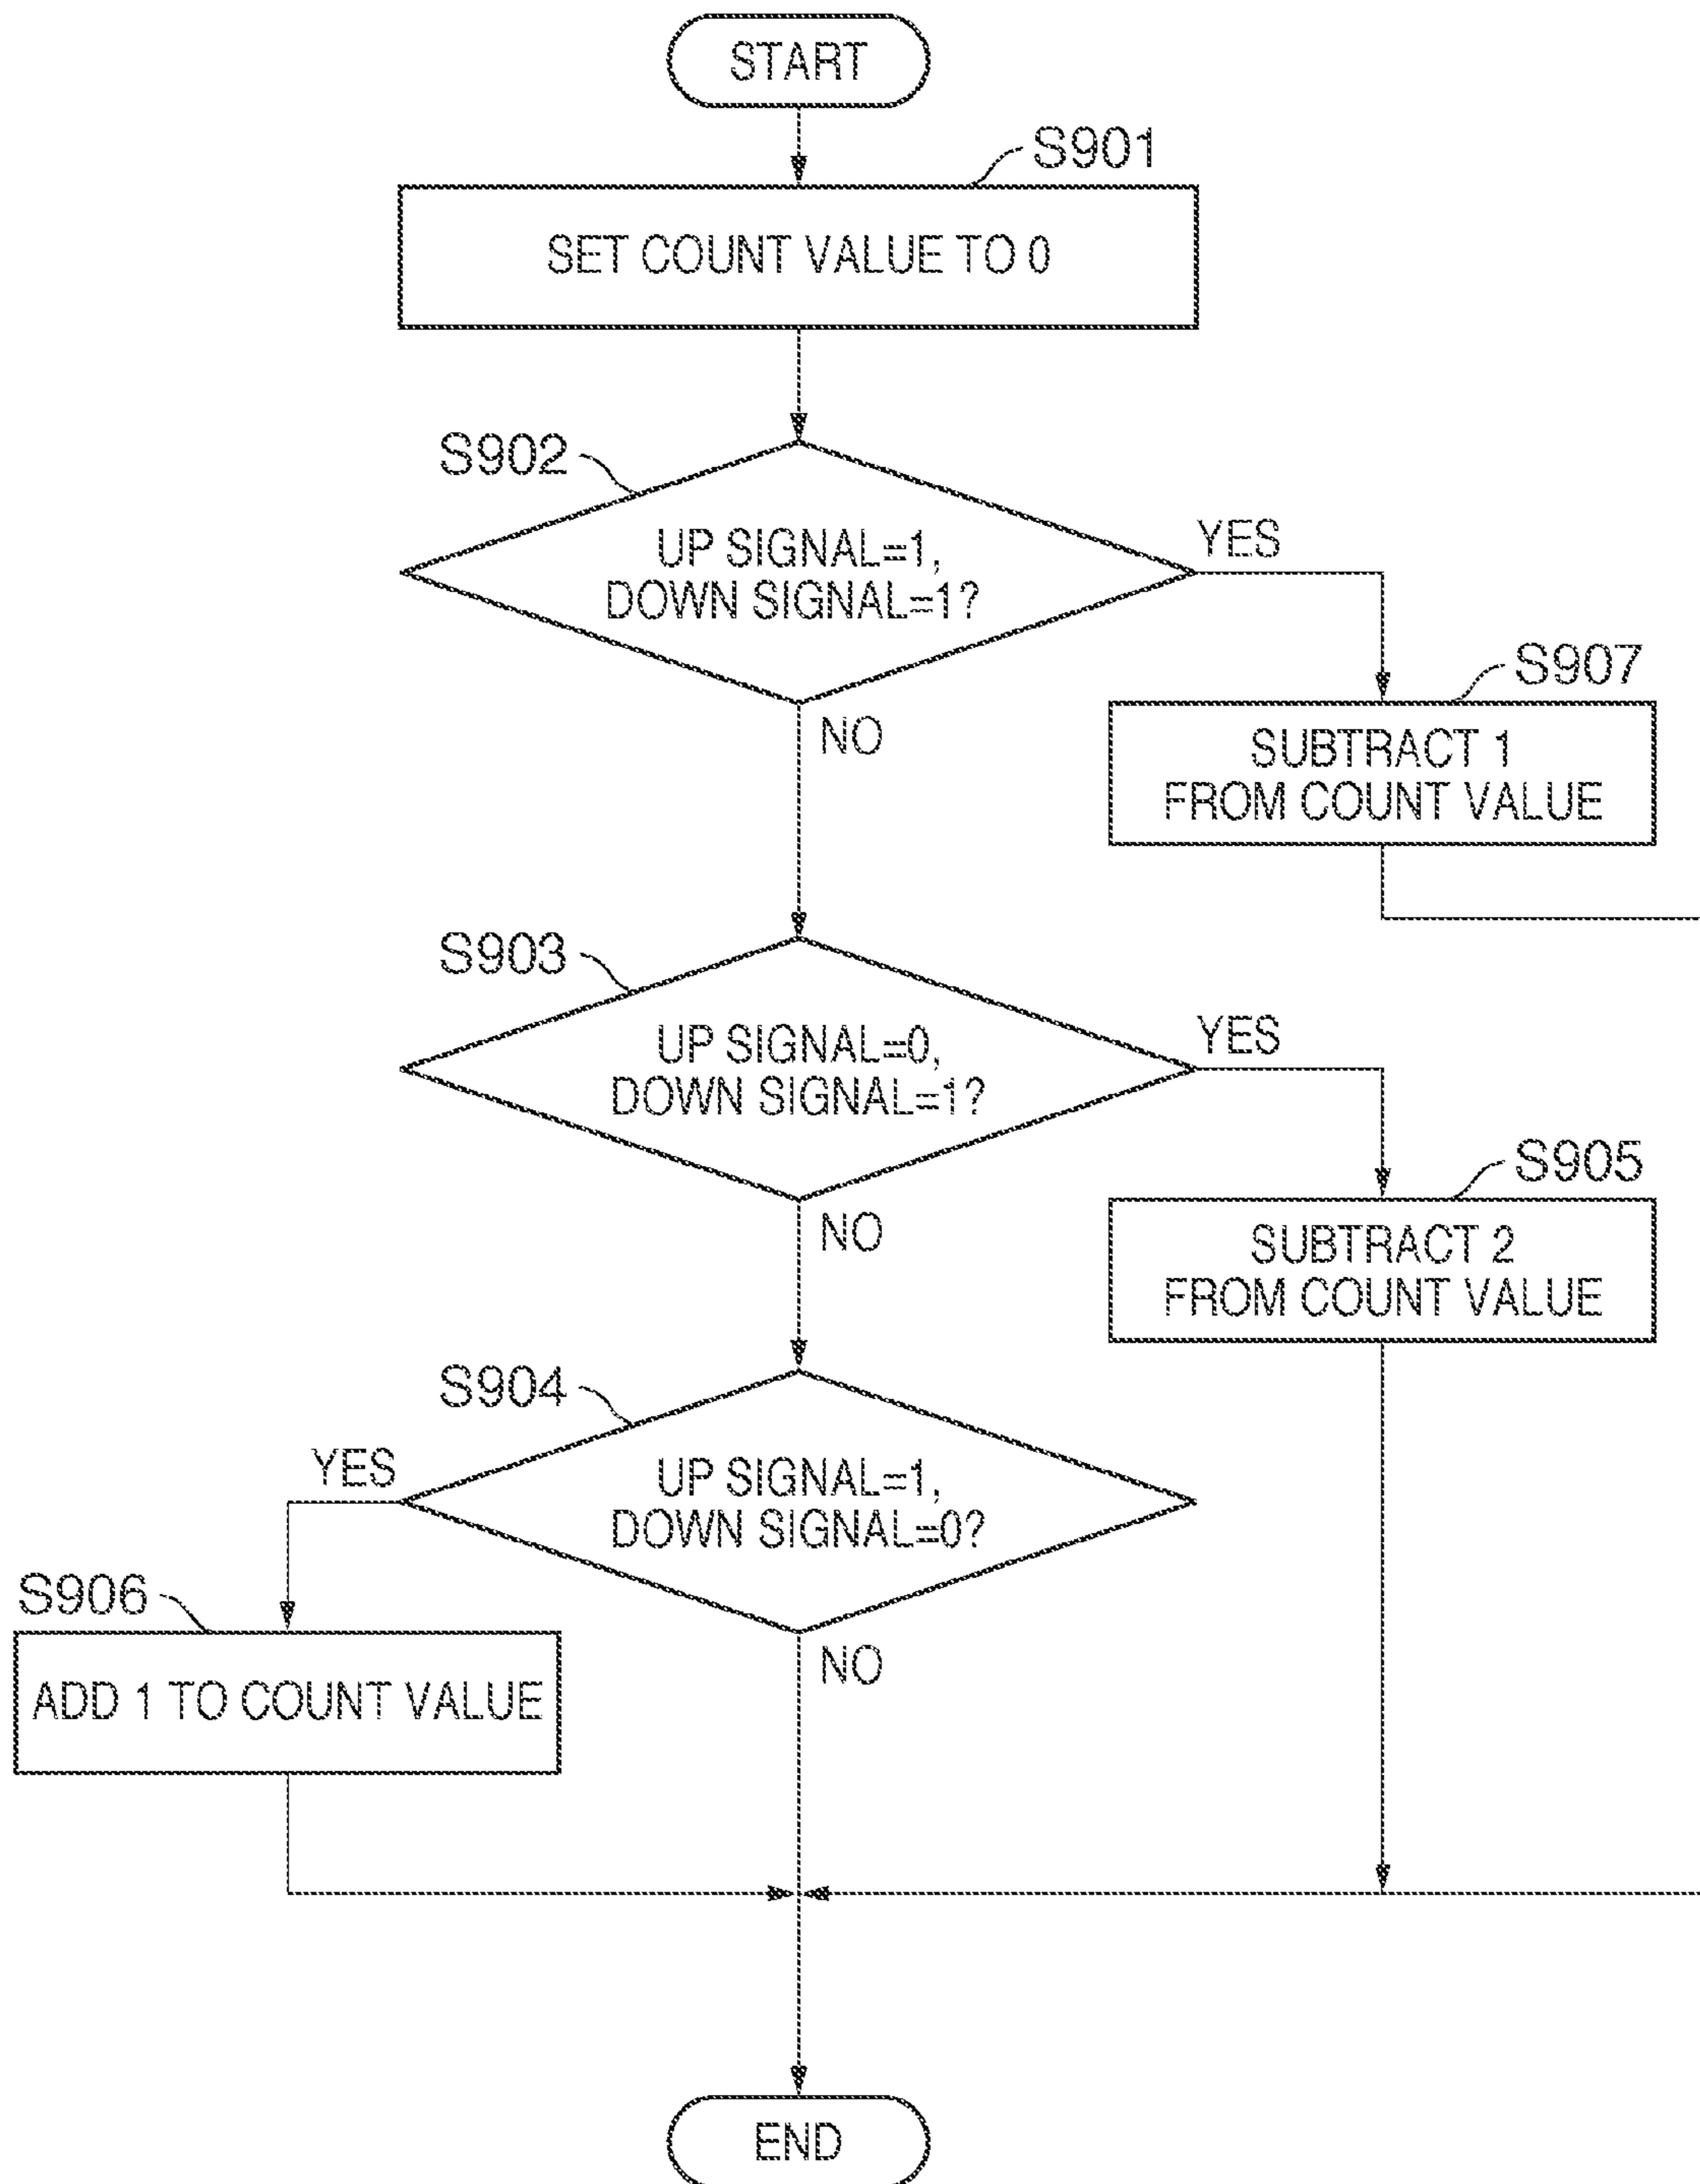 START
S901
SET COUNT VALUE TO 0
S902
UP SIGNAL=1,
DOWN SIGNAL=1?
YES
NO
S907
SUBTRACT 1
FROM COUNT VALUE
S903
UP SIGNAL=0,
DOWN SIGNAL=1?
YES
NO
S905
SUBTRACT 2
FROM COUNT VALUE
S904
UP SIGNAL=1,
DOWN SIGNAL=0?
YES
NO
S906
ADD 1 TO COUNT VALUE
END